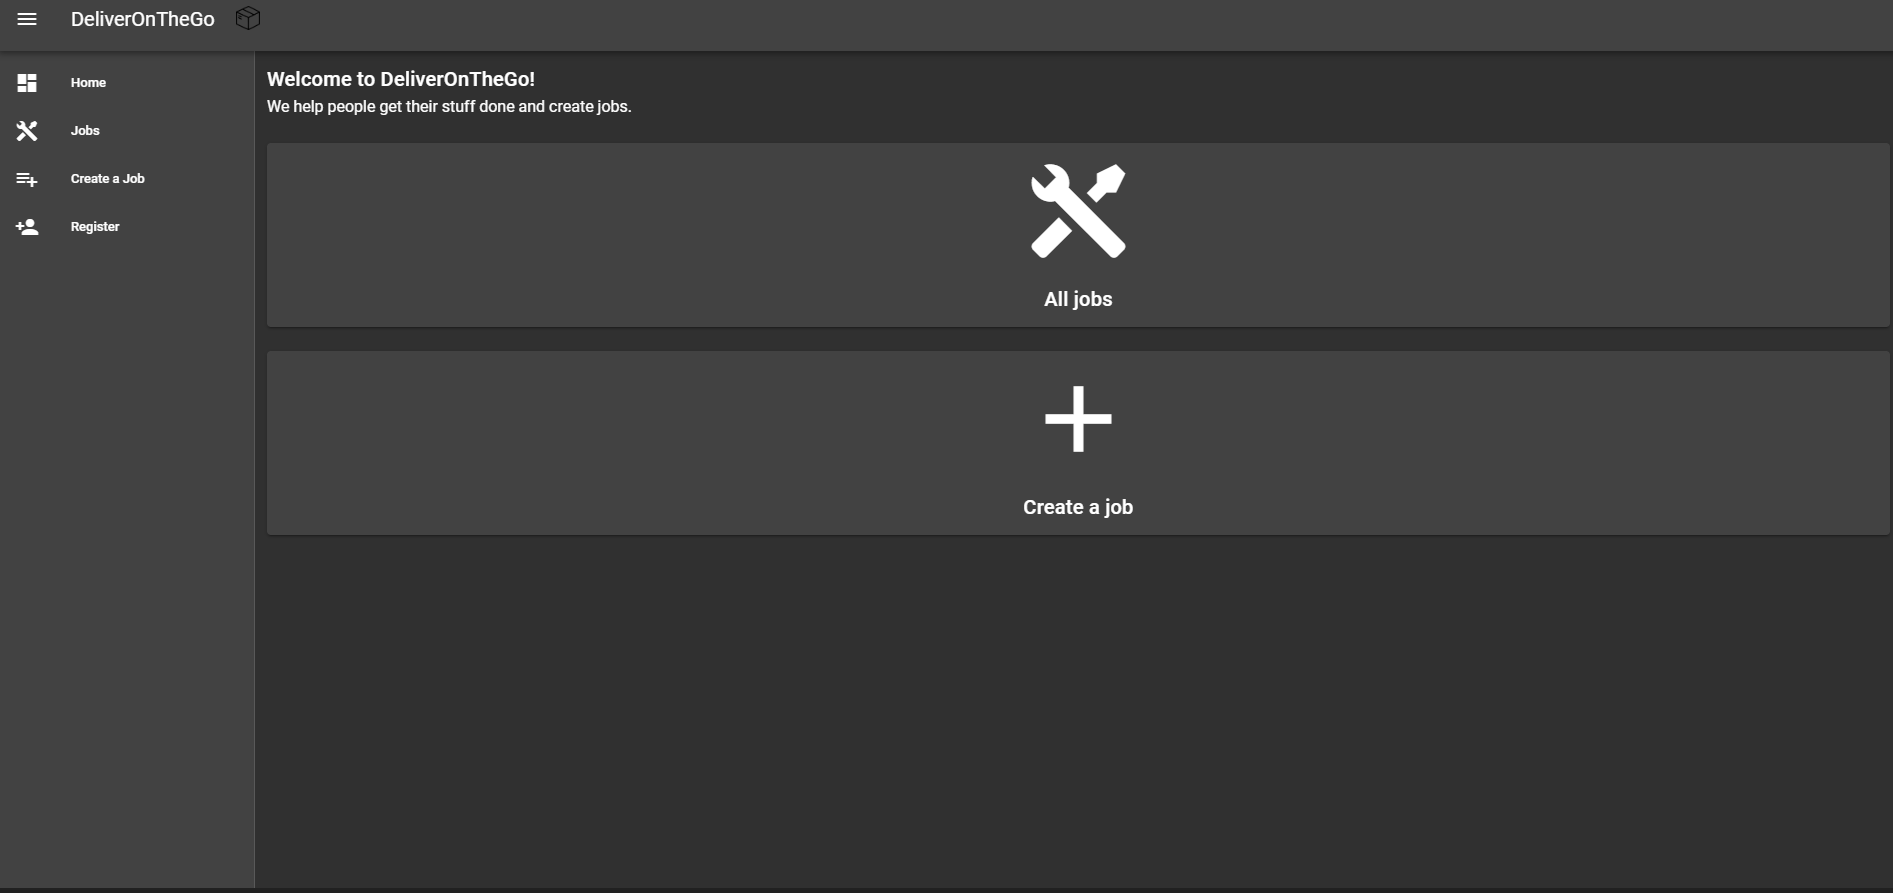 DeliverOnTheGo
Home
Jobs
Create a Job
Register
Welcome to DeliverOnTheGo!
We help people get their stuff done and create jobs.
All jobs
Create a job